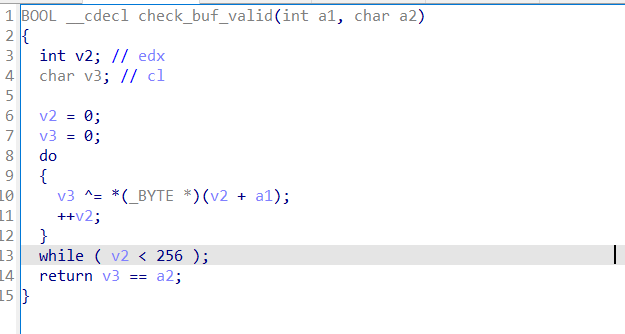 1 BOOL __cdecl check_buf_valid(int a1, char a2)
2 {
3 int v2; // edx
4 char v3; // cl
5
6 v2 = 0;
7 v3 = 0;
8 do
9 {
10 v3 ^= *(_BYTE *)(v2 + a1);
11 ++v2;
12 }
13 while ( v2 < 256 );
14 return v3 == a2;
15 }